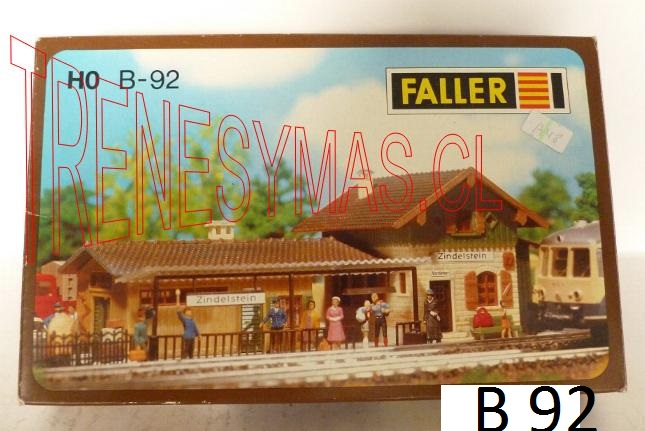 H0 B-92
FALLER
TRENESYMAS.CL
Zindelstein
Zindelstein
B 92